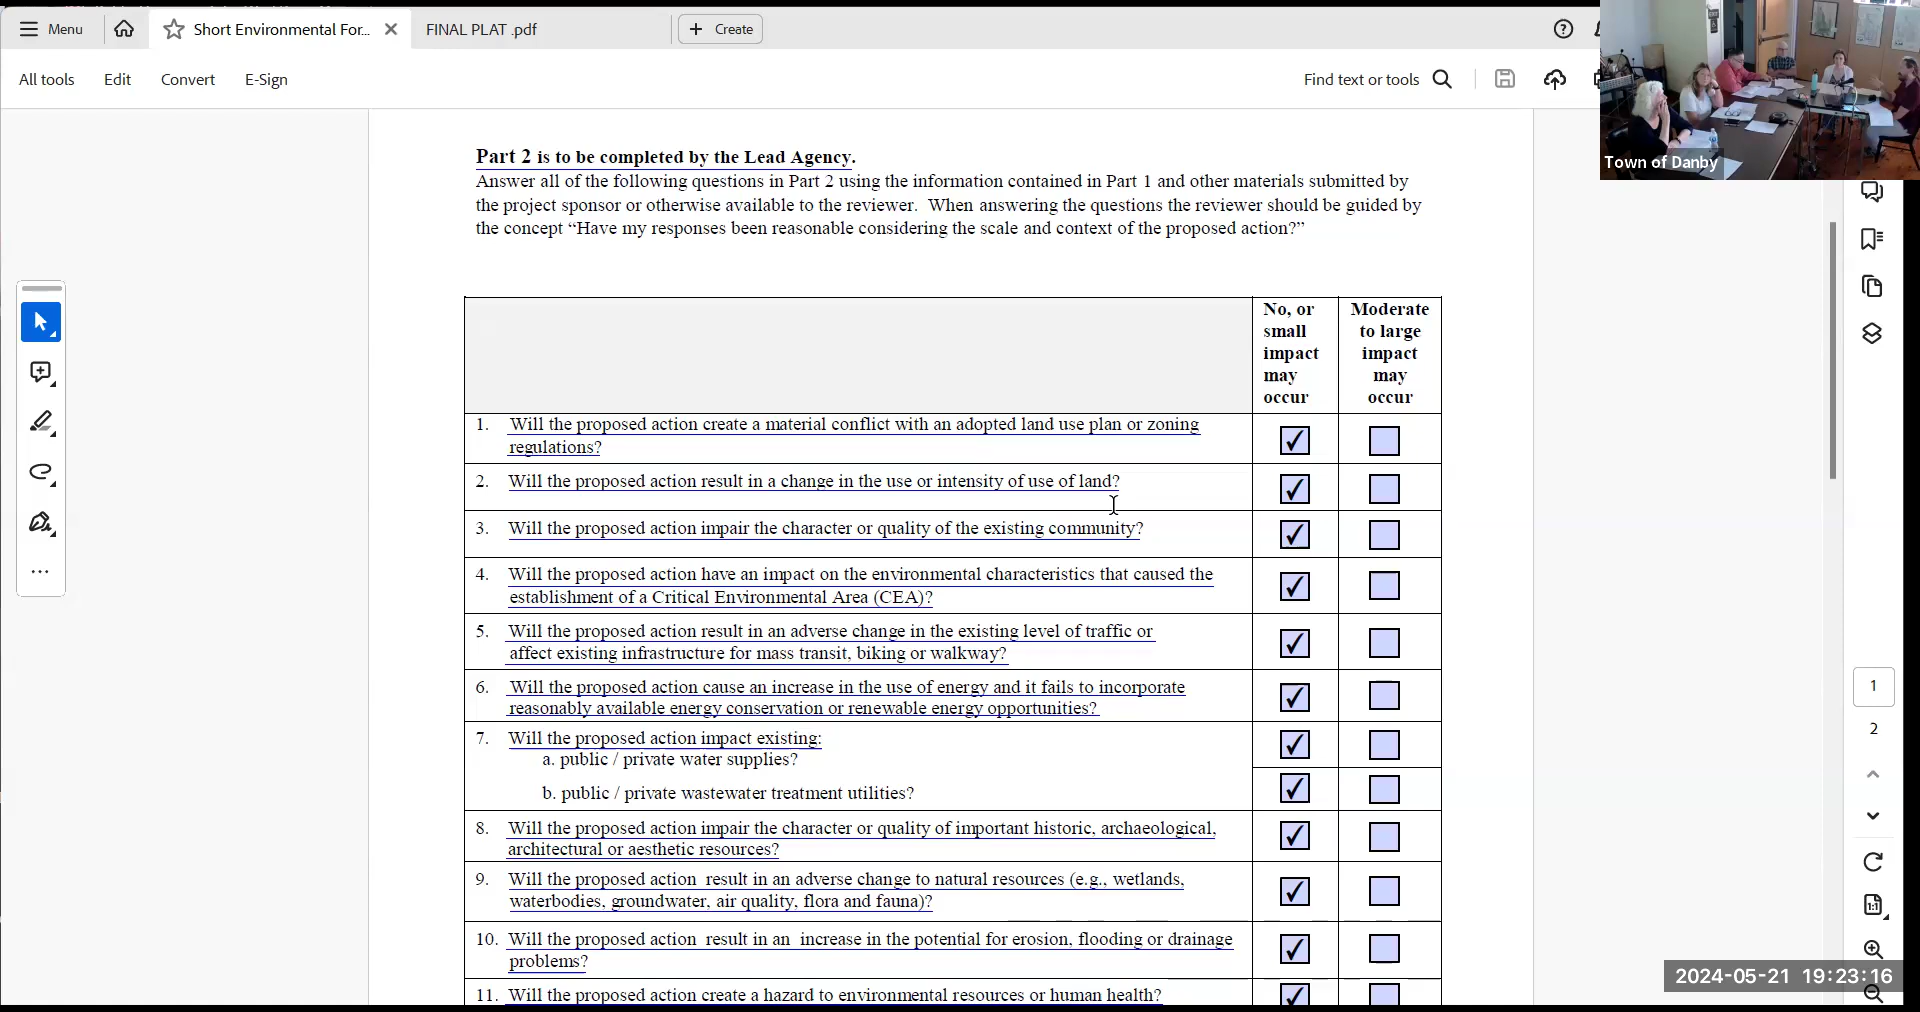 Menu
Short Environmental For...
FINAL PLAT .pdf
Create
All tools
Edit
Convert
E-Sign
Find text or tools
Town of Danby
Part 2 is to be completed by the Lead Agency.
Answer all of the following questions in Part 2 using the information contained in Part 1 and other materials submitted by
the project sponsor or otherwise available to the reviewer. When answering the questions the reviewer should be guided by
the concept “Have my responses been reasonable considering the scale and context of the proposed action?”
No, or
small
impact
may
occur
Moderate
to large
impact
may
occur
1. Will the proposed action create a material conflict with an adopted land use plan or zoning
regulations?
2. Will the proposed action result in a change in the use or intensity of use of land?
3. Will the proposed action impair the character or quality of the existing community?
4. Will the proposed action have an impact on the environmental characteristics that caused the
establishment of a Critical Environmental Area (CEA)?
5. Will the proposed action result in an adverse change in the existing level of traffic or
affect existing infrastructure for mass transit, biking or walkway?
6. Will the proposed action cause an increase in the use of energy and it fails to incorporate
reasonably available energy conservation or renewable energy opportunities?
7. Will the proposed action impact existing:
a. public / private water supplies?
b. public / private wastewater treatment utilities?
8. Will the proposed action impair the character or quality of important historic, archaeological,
architectural or aesthetic resources?
9. Will the proposed action result in an adverse change to natural resources (e.g., wetlands,
waterbodies, groundwater, air quality, flora and fauna)?
10. Will the proposed action result in an increase in the potential for erosion, flooding or drainage
problems?
11. Will the proposed action create a hazard to environmental resources or human health?
1
2
1:1
2024-05-21 19:23:16